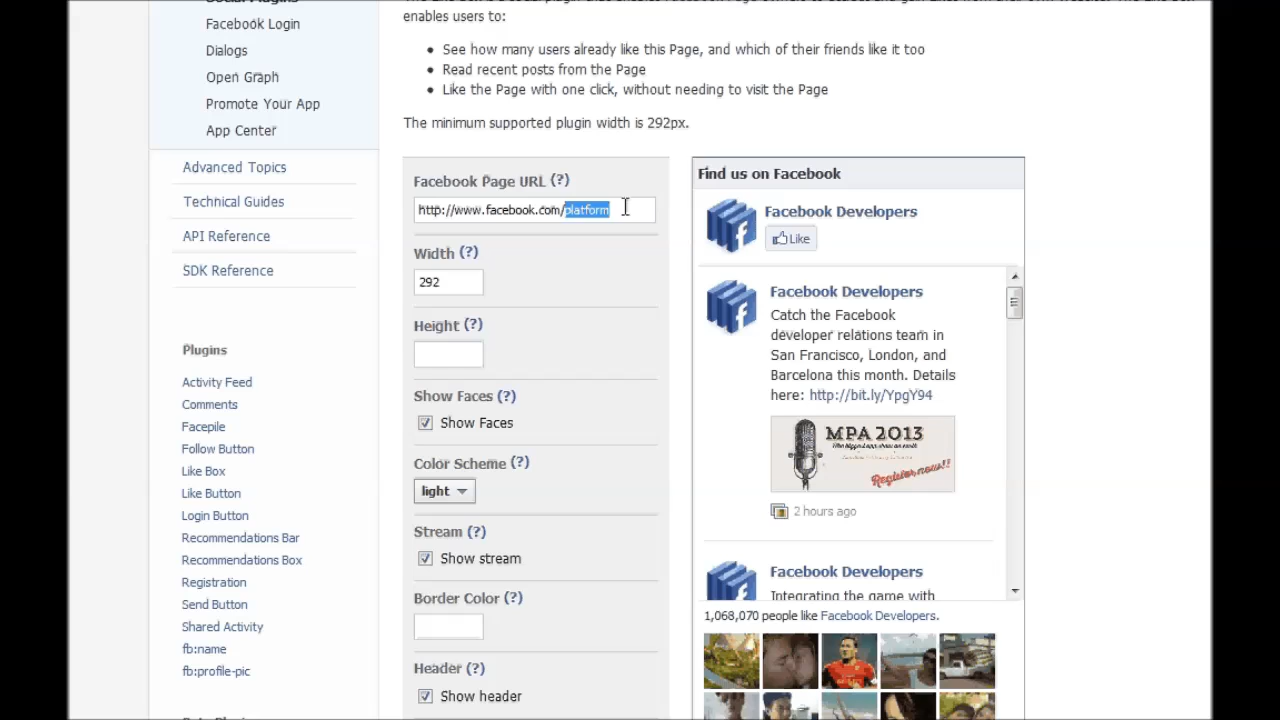 Social Plugins
Facebook Login
Dialogs
Open Graph
Promote Your App
App Center
Advanced Topics
Technical Guides
API Reference
SDK Reference
Plugins
Activity Feed
Comments
Facepile
Follow Button
Like Box
Like Button
Login Button
Recommendations Bar
Recommendations Box
Registration
Send Button
Shared Activity
fb:name
fb:profile-pic
enables users to:
See how many users already like this Page, and which of their friends like it too
Read recent posts from the Page
Like the Page with one click, without needing to visit the Page
The minimum supported plugin width is 292px.
Facebook Page URL (?)
http://www.facebook.com/platform
Width (?)
292
Height (?)
Show Faces (?)
Show Faces
Color Scheme (?)
light
Stream (?)
Show stream
Border Color (?)
Header (?)
Show header
Find us on Facebook
Facebook Developers
Like
Facebook Developers
Catch the Facebook
developer relations team in
San Francisco, London, and
Barcelona this month. Details
here: http://bit.ly/YpgY94
MPA 2013
Register now!!
2 hours ago
Facebook Developers
Integrating the game with
1,068,070 people like Facebook Developers.